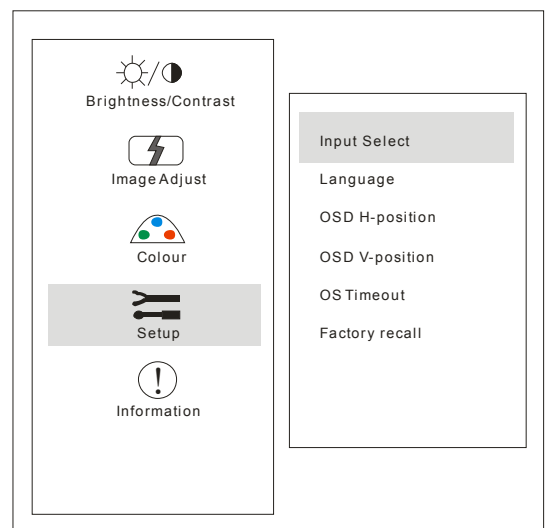 Brightness/Contrast
Image Adjust
Colour
Setup
Information
Input Select
Language
OSD H-position
OSD V-position
OS Timeout
Factory recall